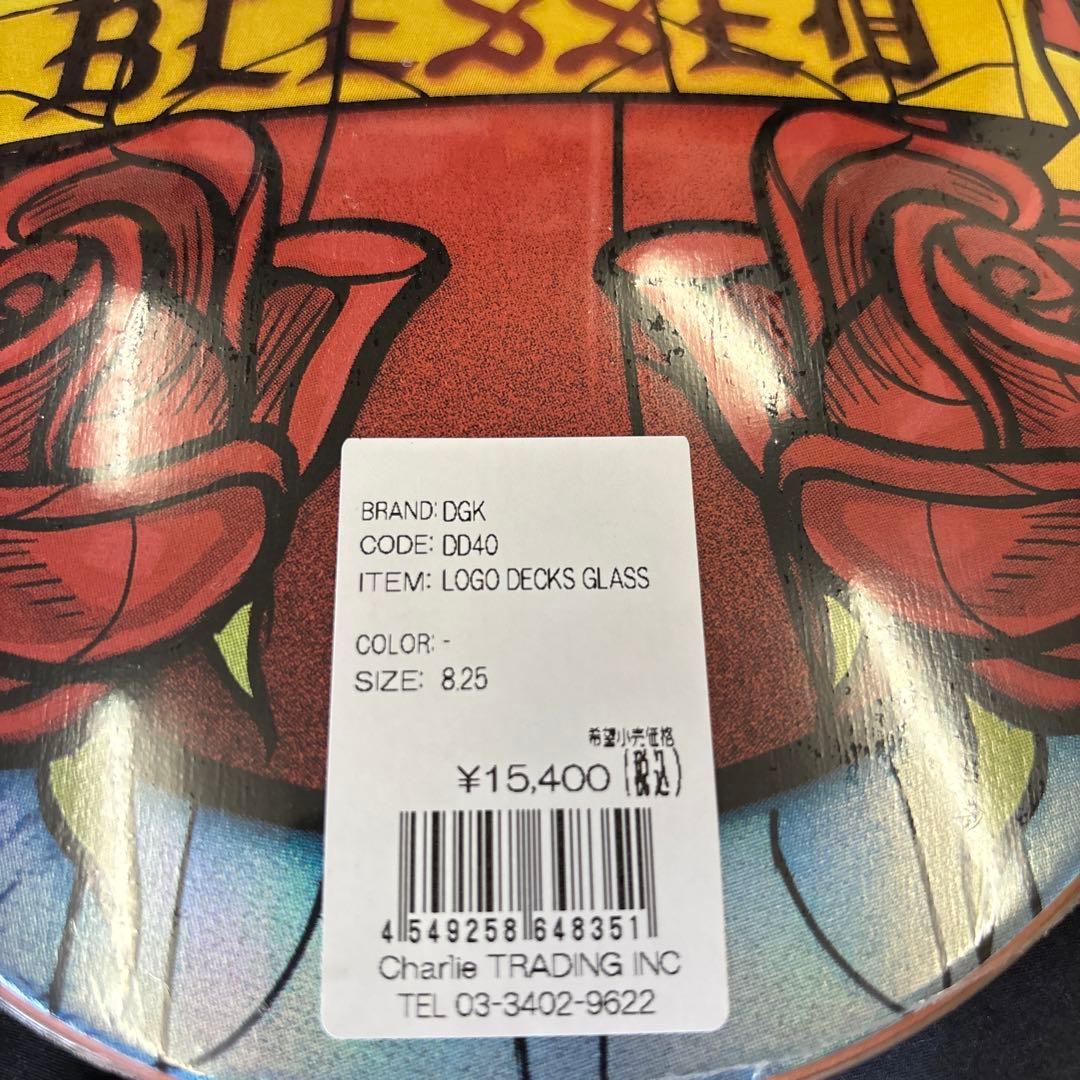 BLESSED
BRAND: DGK
CODE: DD40
ITEM: LOGO DECKS GLASS
COLOR: -
SIZE: 8.25
希望小売価格
¥15,400 (税込)
4 549258 648351
Charlie TRADING INC
TEL 03-3402-9622